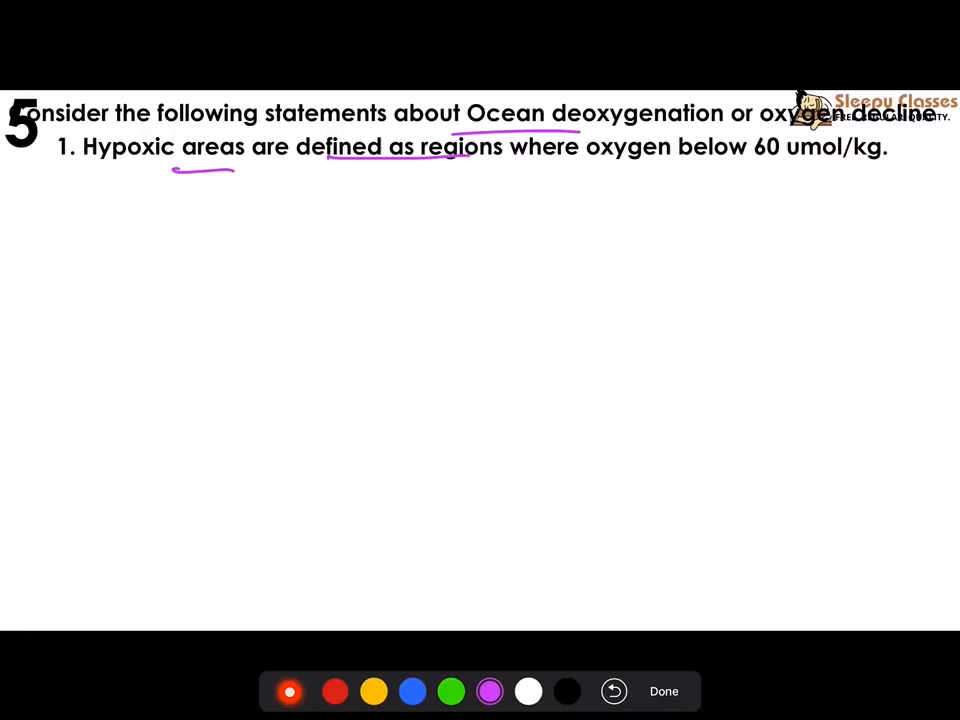 5
Consider the following statements about Ocean deoxygenation or oxygen decline
Sleepy Classes
1. Hypoxic areas are defined as regions where oxygen below 60 umol/kg.
Done